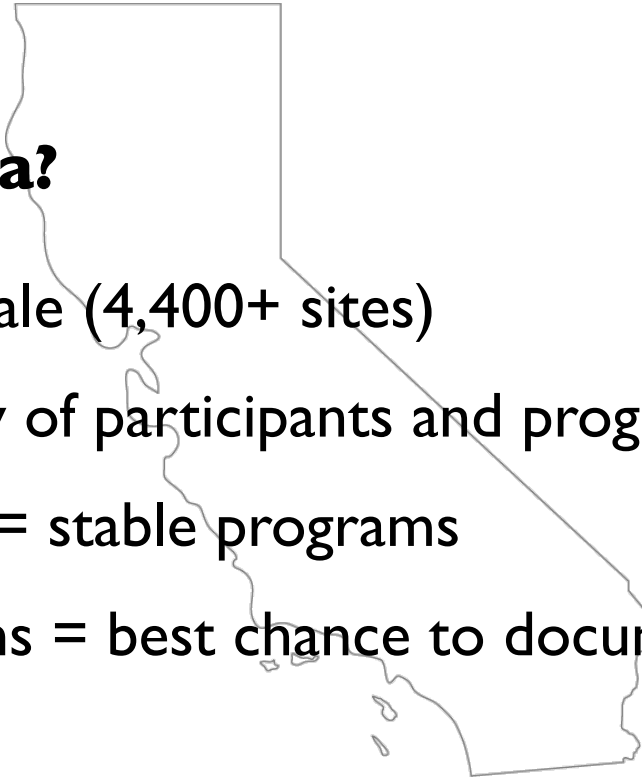 a?
ale (4,400+ sites)
y of participants and prog
= stable programs
ns = best chance to docu